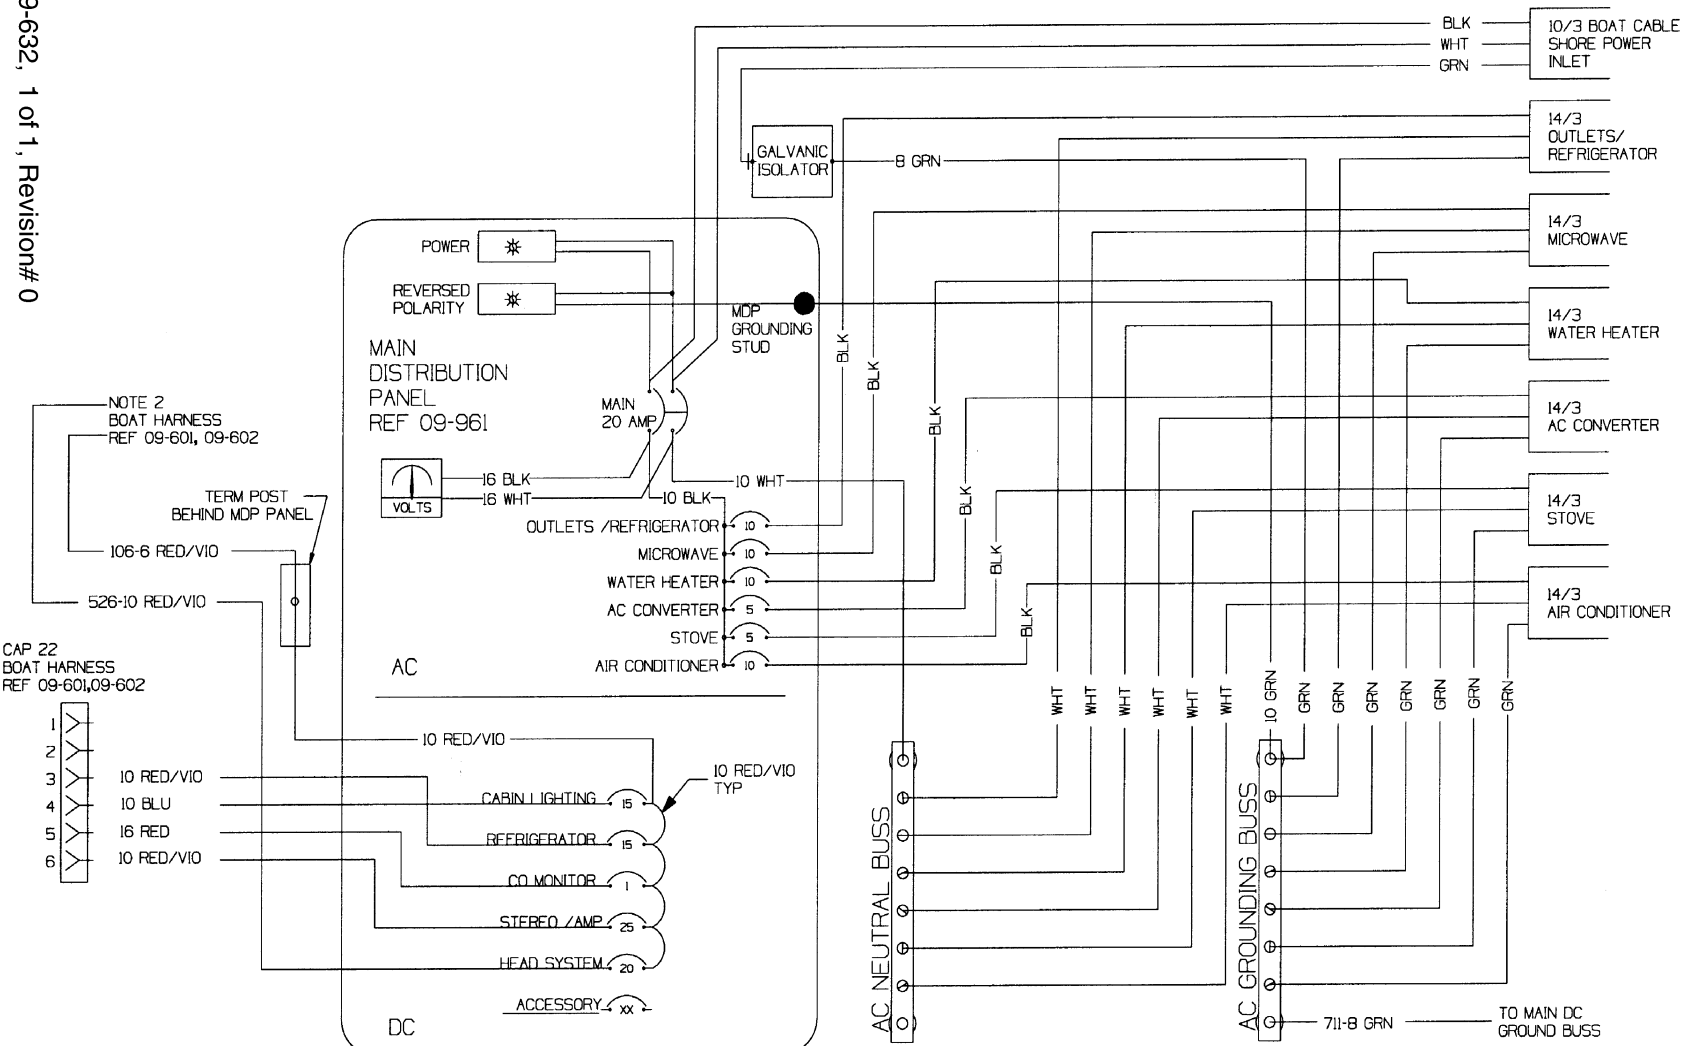 9-632, 1 of 1, Revision# 0
BLK
WHT
GRN
10/3 BOAT CABLE
SHORE POWER
INLET
GALVANIC
ISOLATOR
8 GRN
14/3
OUTLETS/
REFRIGERATOR
14/3
MICROWAVE
14/3
WATER HEATER
14/3
AC CONVERTER
14/3
STOVE
14/3
AIR CONDITIONER
POWER
REVERSED
POLARITY
MDP
GROUNDING
STUD
MAIN
DISTRIBUTION
PANEL
REF 09-961
MAIN
20 AMP
VOLTS
16 BLK
16 WHT
10 BLK
10 WHT
OUTLETS /REFRIGERATOR 10
MICROWAVE 10
WATER HEATER 10
AC CONVERTER 5
STOVE 5
AIR CONDITIONER 10
AC
BLK
BLK
BLK
BLK
BLK
BLK
NOTE 2
BOAT HARNESS
REF 09-601, 09-602
TERM POST
BEHIND MDP PANEL
106-6 RED/VIO
526-10 RED/VIO
CAP 22
BOAT HARNESS
REF 09-601,09-602
1
2
3 10 RED/VIO
4 10 BLU
5 16 RED
6 10 RED/VIO
10 RED/VIO
10 RED/VIO
TYP
CABIN LIGHTING 15
REFRIGERATOR 15
CO MONITOR 1
STEREO /AMP 25
HEAD SYSTEM 20
ACCESSORY XX
DC
WHT
WHT
WHT
WHT
WHT
WHT
10 GRN
GRN
GRN
GRN
GRN
GRN
GRN
GRN
AC NEUTRAL BUSS
AC GROUNDING BUSS
711-8 GRN
TO MAIN DC
GROUND BUSS